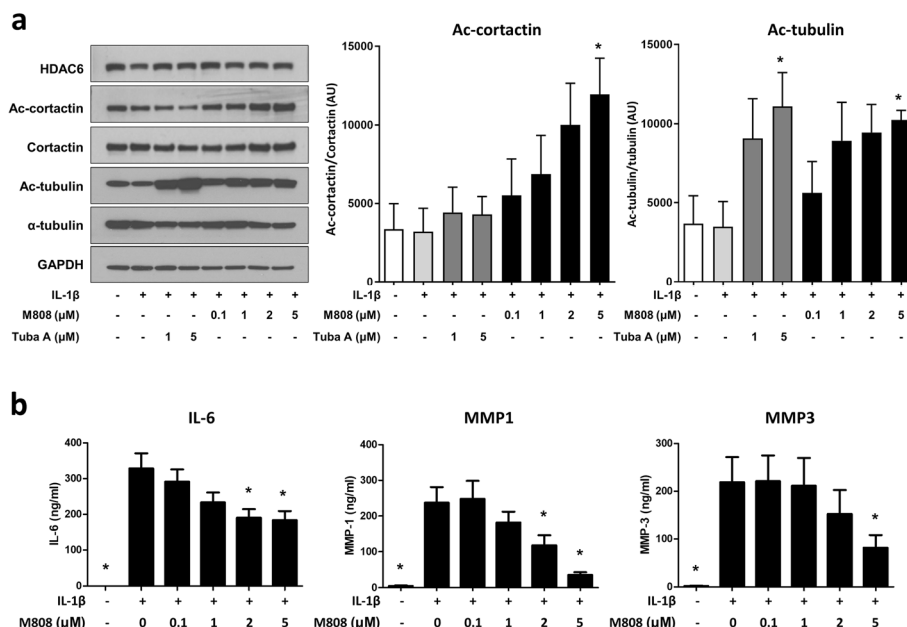 a
HDAC6
Ac-cortactin
Cortactin
Ac-tubulin
α-tubulin
GAPDH
IL-1β - + + + + + + +
M808 (μM) - - - - 0.1 1 2 5
Tuba A (μM) - - 1 5 - - - -
Ac-cortactin
Ac-cortactin/Cortactin (AU)
15000
10000
5000
0
*
IL-1β - + + + + + + +
M808 (μM) - - - - 0.1 1 2 5
Tuba A (μM) - - 1 5 - - - -
Ac-tubulin
Ac-tubulin/tubulin (AU)
15000
10000
5000
0
* *
IL-1β - + + + + + + +
M808 (μM) - - - - 0.1 1 2 5
Tuba A (μM) - - 1 5 - - - -
b
IL-6
IL-6 (ng/ml)
400
300
200
100
0
* * *
IL-1β - + + + + +
M808 (μM) - 0 0.1 1 2 5
MMP1
MMP-1 (ng/ml)
400
300
200
100
0
* * *
IL-1β - + + + + +
M808 (μM) - 0 0.1 1 2 5
MMP3
MMP-3 (ng/ml)
300
200
100
0
* *
IL-1β - + + + + +
M808 (μM) - 0 0.1 1 2 5